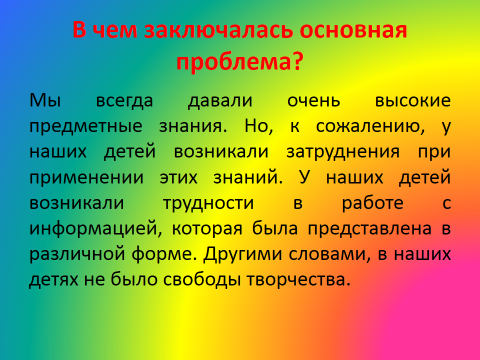 В чем заключалась основная
проблема?
Мы всегда давали очень высокие
предметные знания. Но, к сожалению, у
наших детей возникали затруднения при
применении этих знаний. У наших детей
возникали трудности в работе с
информацией, которая была представлена в
различной форме. Другими словами, в наших
детях не было свободы творчества.